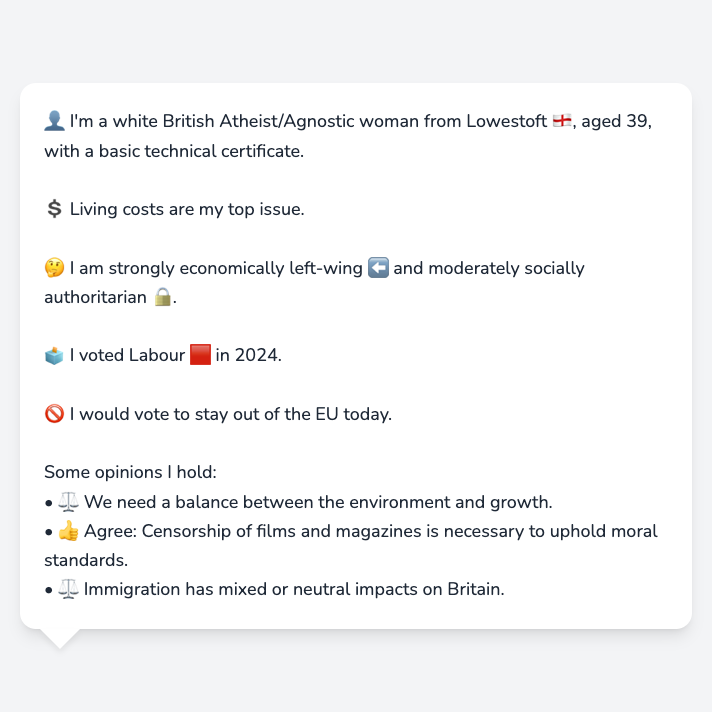 👤 I'm a white British Atheist/Agnostic woman from Lowestoft 🏴󠁧󠁢󠁥󠁮󠁧󠁿, aged 39,
with a basic technical certificate.
💲 Living costs are my top issue.
🤔 I am strongly economically left-wing ⬅️ and moderately socially
authoritarian 🔒.
🗳️ I voted Labour 🟥 in 2024.
🚫 I would vote to stay out of the EU today.
Some opinions I hold:
• ⚖️ We need a balance between the environment and growth.
• 👍 Agree: Censorship of films and magazines is necessary to uphold moral
standards.
• ⚖️ Immigration has mixed or neutral impacts on Britain.